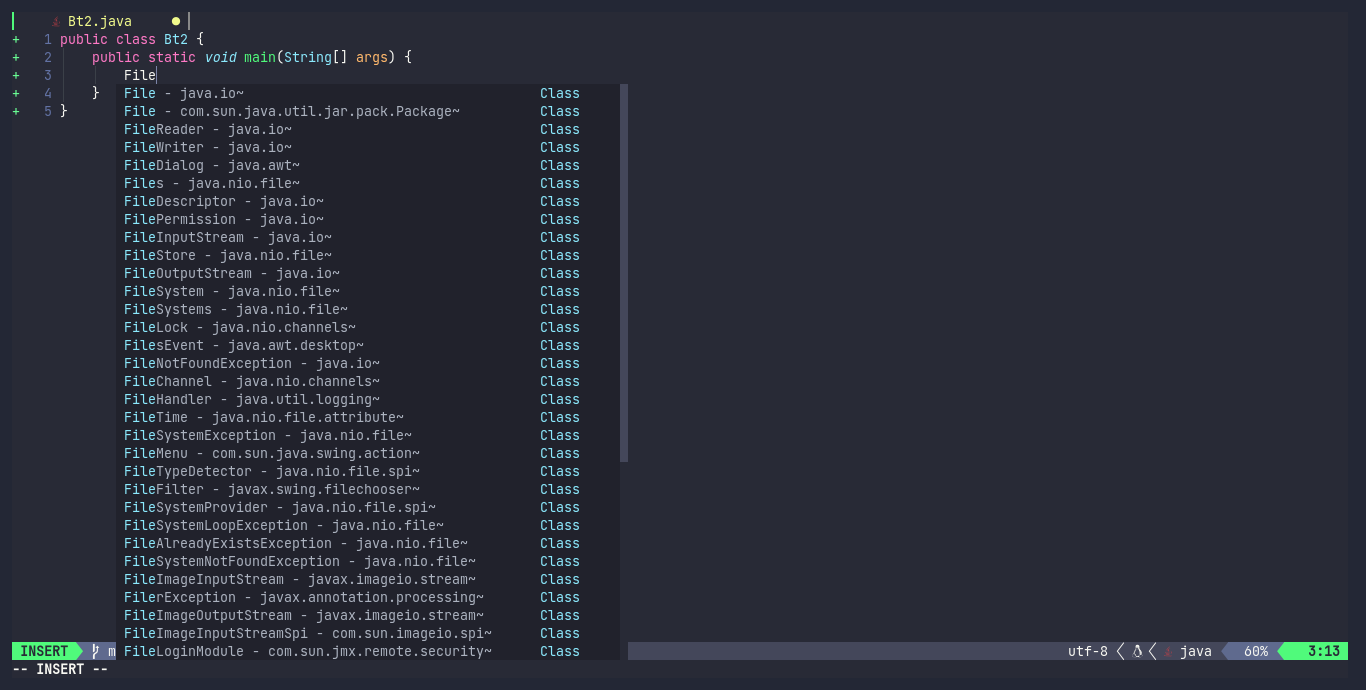 Bt2.java ●
+ 1 public class Bt2 {
+ 2 public static void main(String[] args) {
+ 3 File
+ 4 }
+ 5 }
File - java.io~ Class
File - com.sun.java.util.jar.pack.Package~ Class
FileReader - java.io~ Class
FileWriter - java.io~ Class
FileDialog - java.awt~ Class
Files - java.nio.file~ Class
FileDescriptor - java.io~ Class
FilePermission - java.io~ Class
FileInputStream - java.io~ Class
FileStore - java.nio.file~ Class
FileOutputStream - java.io~ Class
FileSystem - java.nio.file~ Class
FileSystems - java.nio.file~ Class
FileLock - java.nio.channels~ Class
FilesEvent - java.awt.desktop~ Class
FileNotFoundException - java.io~ Class
FileChannel - java.nio.channels~ Class
FileHandler - java.util.logging~ Class
FileTime - java.nio.file.attribute~ Class
FileSystemException - java.nio.file~ Class
FileMenu - com.sun.java.swing.action~ Class
FileTypeDetector - java.nio.file.spi~ Class
FileFilter - javax.swing.filechooser~ Class
FileSystemProvider - java.nio.file.spi~ Class
FileSystemLoopException - java.nio.file~ Class
FileAlreadyExistsException - java.nio.file~ Class
FileSystemNotFoundException - java.nio.file~ Class
FileImageInputStream - javax.imageio.stream~ Class
FilerException - javax.annotation.processing~ Class
FileImageOutputStream - javax.imageio.stream~ Class
FileImageInputStreamSpi - com.sun.imageio.spi~ Class
FileLoginModule - com.sun.jmx.remote.security~ Class
INSERT m utf-8 java 60% 3:13
-- INSERT --